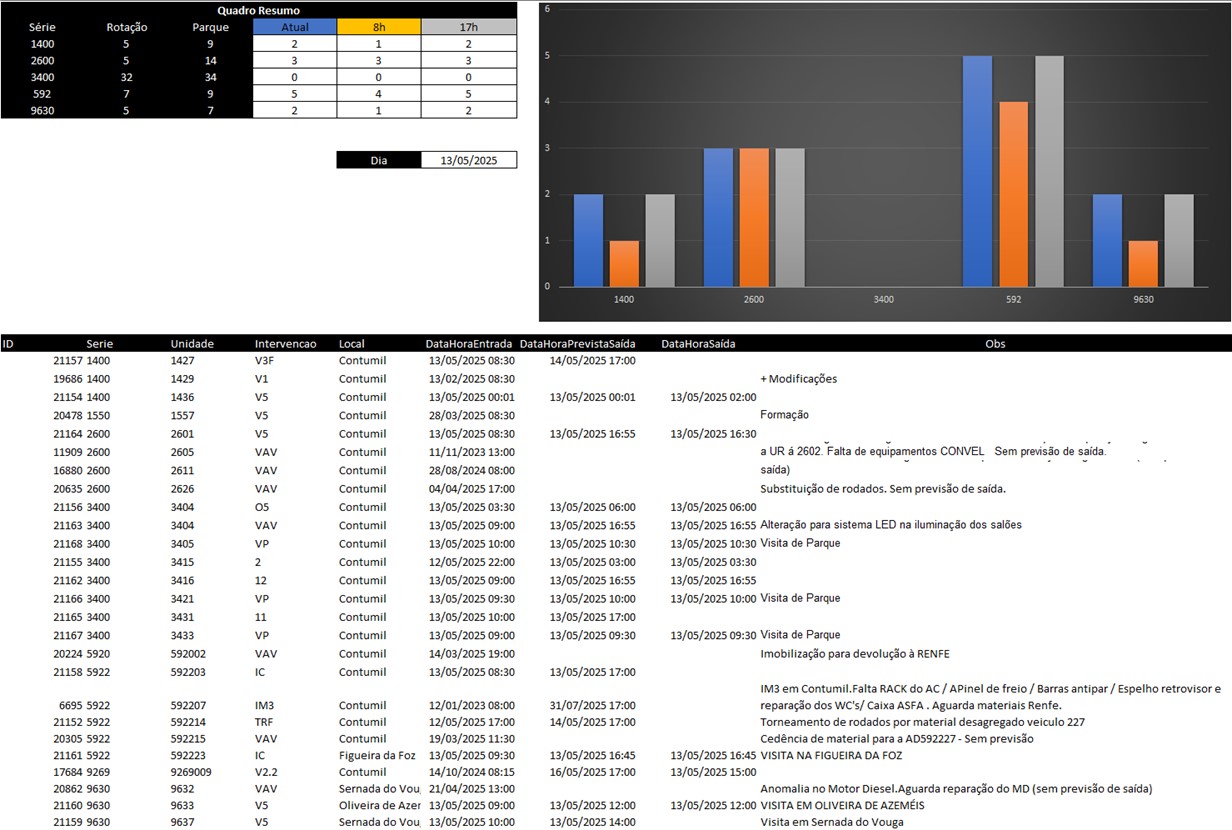 Quadro Resumo
Série Rotação Parque Atual 8h 17h
1400 5 9 2 1 2
2600 5 14 3 3 3
3400 32 34 0 0 0
592 7 9 5 4 5
9630 5 7 2 1 2
Dia 13/05/2025
6
5
4
3
2
1
0
1400 2600 3400 592 9630
ID Serie Unidade Intervencao Local DataHoraEntrada DataHoraPrevistaSaída DataHoraSaída Obs
21157 1400 1427 V3F Contumil 13/05/2025 08:30 14/05/2025 17:00
19686 1400 1429 V1 Contumil 13/02/2025 08:30 + Modificações
21154 1400 1436 V5 Contumil 13/05/2025 00:01 13/05/2025 00:01 13/05/2025 02:00
20478 1550 1557 V5 Contumil 28/03/2025 08:30 Formação
21164 2600 2601 V5 Contumil 13/05/2025 08:30 13/05/2025 16:55 13/05/2025 16:30
11909 2600 2605 VAV Contumil 11/11/2023 13:00 a UR á 2602. Falta de equipamentos CONVEL Sem previsão de saída.
16880 2600 2611 VAV Contumil 28/08/2024 08:00 saída)
20635 2600 2626 VAV Contumil 04/04/2025 17:00 Substituição de rodados. Sem previsão de saída.
21156 3400 3404 O5 Contumil 13/05/2025 03:30 13/05/2025 06:00 13/05/2025 06:00
21163 3400 3404 VAV Contumil 13/05/2025 09:00 13/05/2025 16:55 13/05/2025 16:55 Alteração para sistema LED na iluminação dos salões
21168 3400 3405 VP Contumil 13/05/2025 10:00 13/05/2025 10:30 13/05/2025 10:30 Visita de Parque
21155 3400 3415 2 Contumil 12/05/2025 22:00 13/05/2025 03:00 13/05/2025 03:30
21162 3400 3416 12 Contumil 13/05/2025 09:00 13/05/2025 16:55 13/05/2025 16:55
21166 3400 3421 VP Contumil 13/05/2025 09:30 13/05/2025 10:00 13/05/2025 10:00 Visita de Parque
21165 3400 3431 11 Contumil 13/05/2025 10:00 13/05/2025 17:00
21167 3400 3433 VP Contumil 13/05/2025 09:00 13/05/2025 09:30 13/05/2025 09:30 Visita de Parque
20224 5920 592002 VAV Contumil 14/03/2025 19:00 Imobilização para devolução à RENFE
21158 5922 592203 IC Contumil 13/05/2025 08:30 13/05/2025 17:00
IM3 em Contumil.Falta RACK do AC / APinel de freio / Barras antipar / Espelho retrovisor e
6695 5922 592207 IM3 Contumil 12/01/2023 08:00 31/07/2025 17:00 reparação dos WC's/ Caixa ASFA . Aguarda materiais Renfe.
21152 5922 592214 TRF Contumil 12/05/2025 17:00 14/05/2025 17:00 Torneamento de rodados por material desagregado veiculo 227
20305 5922 592215 VAV Contumil 19/03/2025 11:30 Cedência de material para a AD592227 - Sem previsão
21161 5922 592223 IC Figueira da Foz 13/05/2025 09:30 13/05/2025 16:45 13/05/2025 16:45 VISITA NA FIGUEIRA DA FOZ
17684 9269 9269009 V2.2 Contumil 14/10/2024 08:15 16/05/2025 17:00 13/05/2025 15:00
20862 9630 9632 VAV Sernada do Voug 21/04/2025 13:00 Anomalia no Motor Diesel.Aguarda reparação do MD (sem previsão de saída)
21160 9630 9633 V5 Oliveira de Azer 13/05/2025 09:00 13/05/2025 12:00 13/05/2025 12:00 VISITA EM OLIVEIRA DE AZEMÉIS
21159 9630 9637 V5 Sernada do Voug 13/05/2025 10:00 13/05/2025 14:00 Visita em Sernada do Vouga